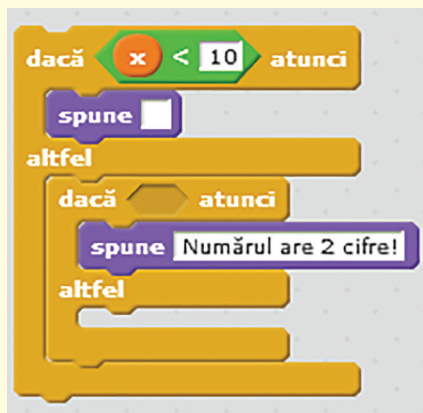 dacă x < 10 atunci
spune
altfel
dacă atunci
spune Numărul are 2 cifre!
altfel